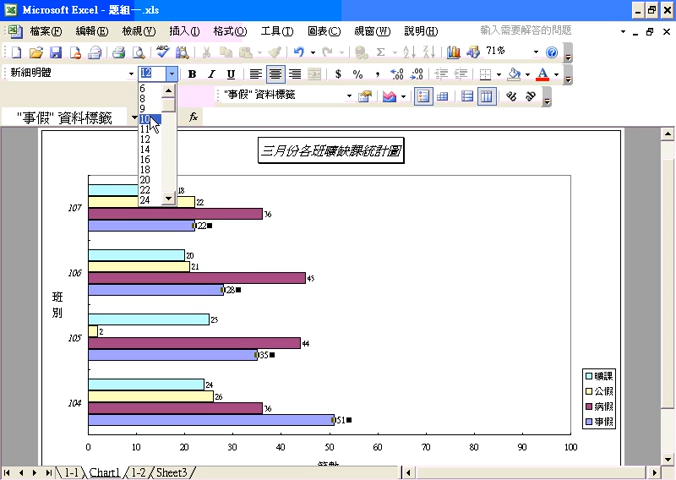 Microsoft Excel - 題組一.xls
檔案(F) 編輯(E) 檢視(V) 插入(I) 格式(O) 工具(T) 圖表(C) 視窗(W) 說明(H) 輸入需要解答的問題
71%
新細明體 12 B I U $ %
"事假" 資料標籤
"事假" 資料標籤 fx
6
8
9
10
11
12
14
16
18
20
22
24
三月份各班曠缺課統計圖
班別
107
18
22
36
22
106
20
21
45
28
105
25
2
44
35
104
24
26
36
51
曠課
公假
病假
事假
0 10 20 30 40 50 60 70 80 90 100
節數
1-1 Chart1 1-2 Sheet3